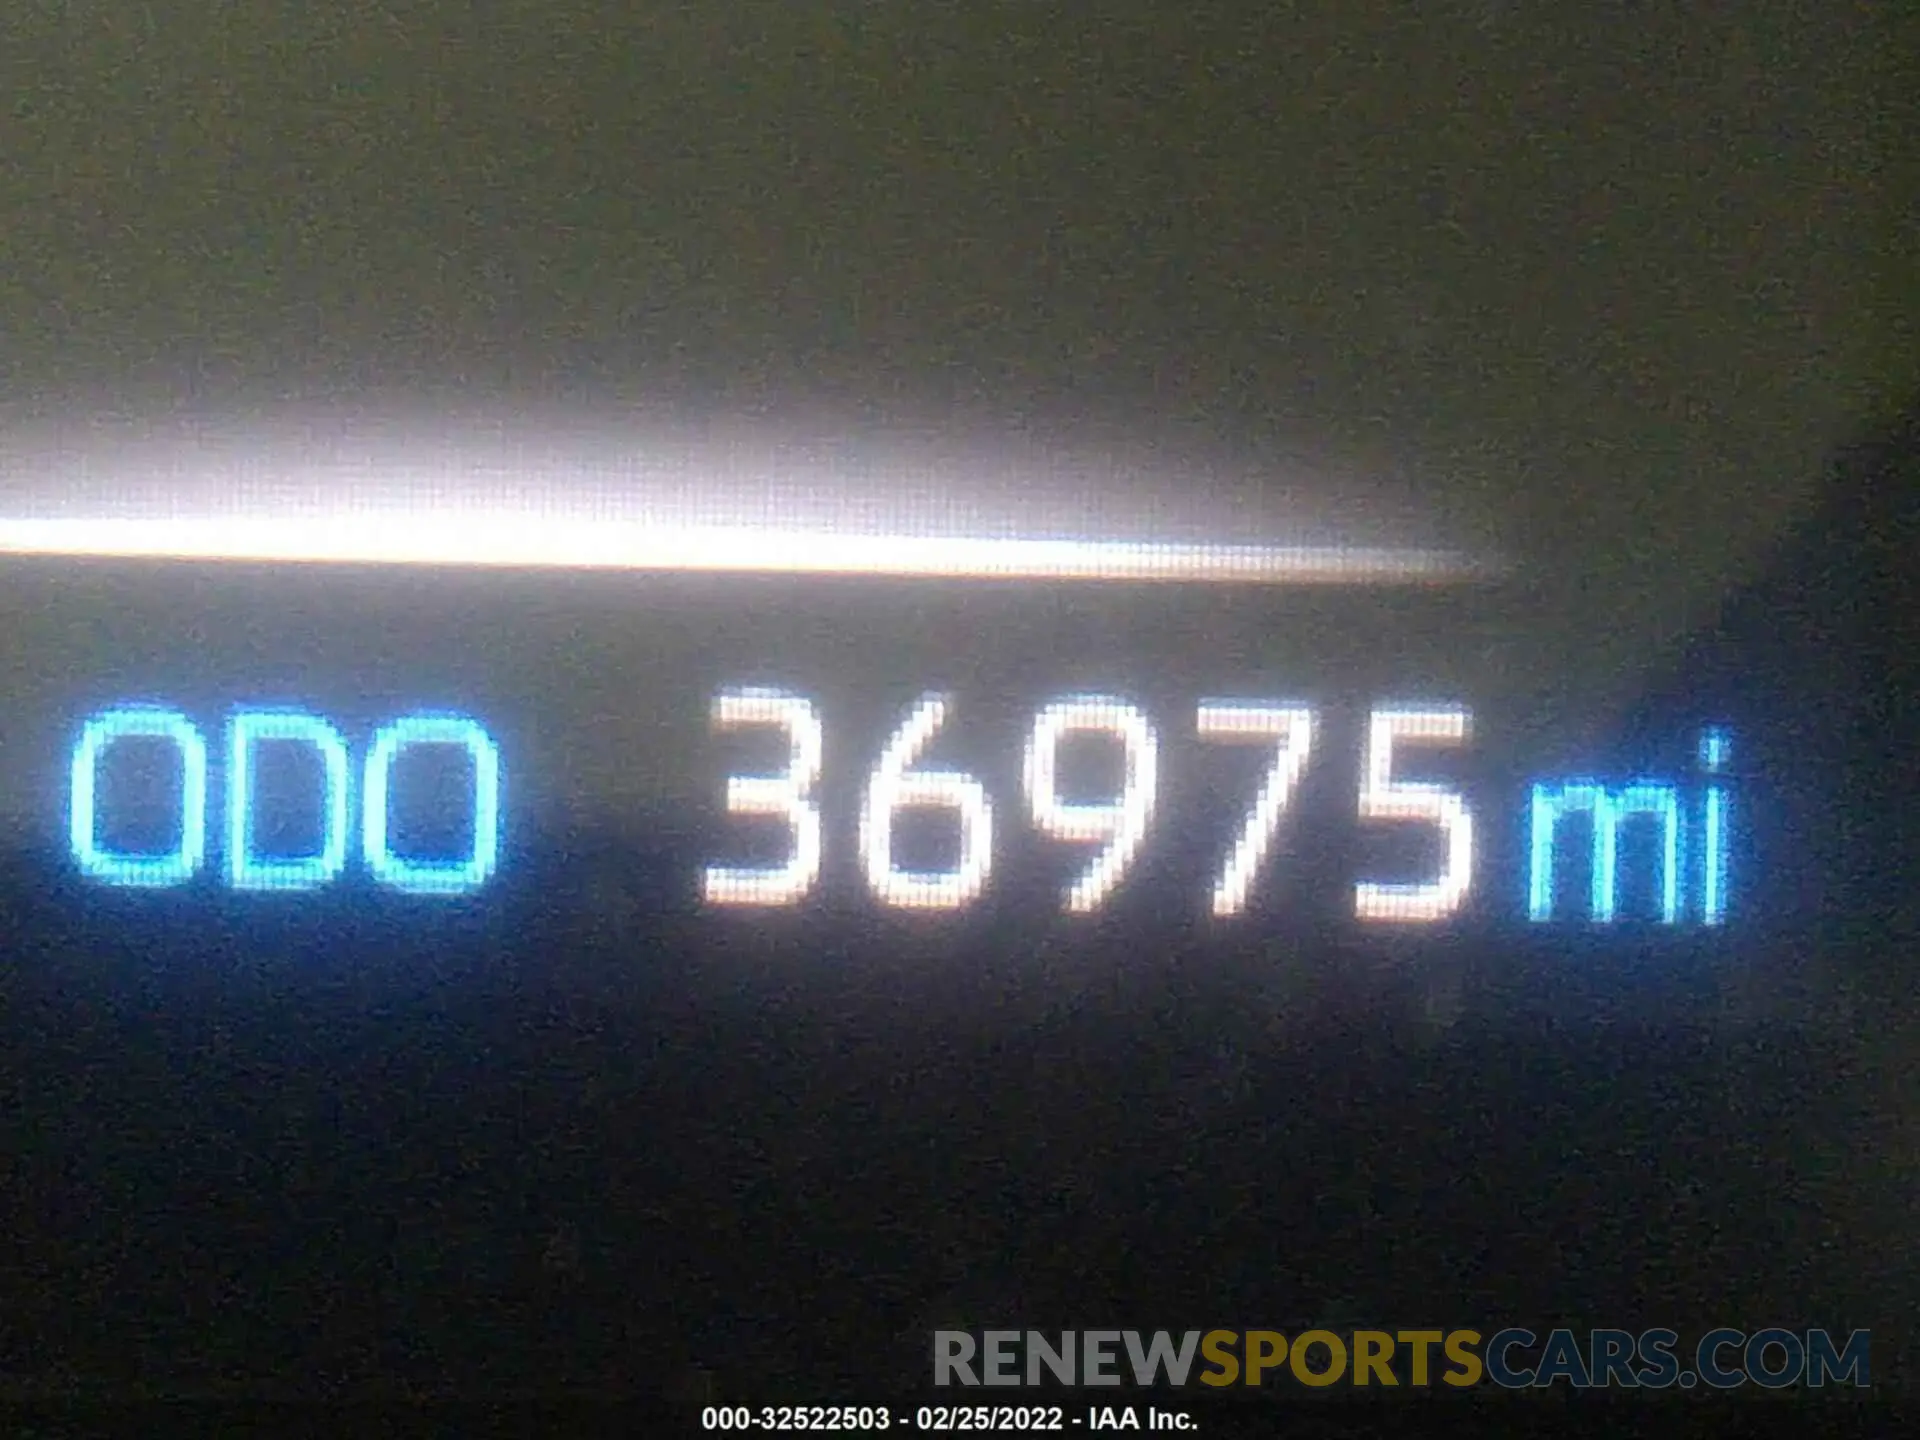 ODO 36975 mi
RENEWSPORTSCARS.COM
000-32522503 - 02/25/2022 - IAA Inc.